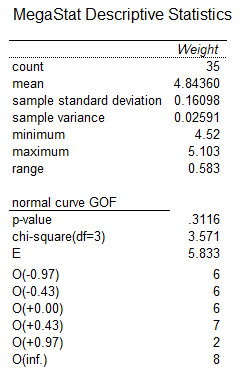 MegaStat Descriptive Statistics
Weight
count 35
mean 4.84360
sample standard deviation 0.16098
sample variance 0.02591
minimum 4.52
maximum 5.103
range 0.583
normal curve GOF
p-value .3116
chi-square(df=3) 3.571
E 5.833
O(-0.97) 6
O(-0.43) 6
O(+0.00) 6
O(+0.43) 7
O(+0.97) 2
O(inf.) 8